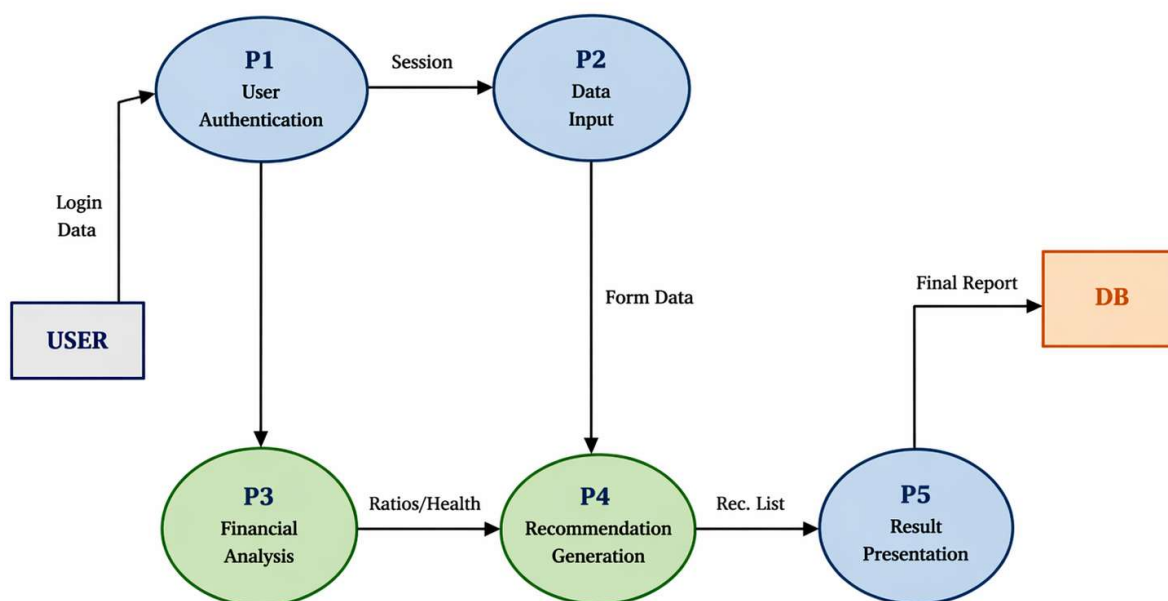 P1
User
Authentication
Session
P2
Data
Input
Login
Data
USER
Form Data
Final Report
DB
P3
Financial
Analysis
Ratios/Health
P4
Recommendation
Generation
Rec. List
P5
Result
Presentation